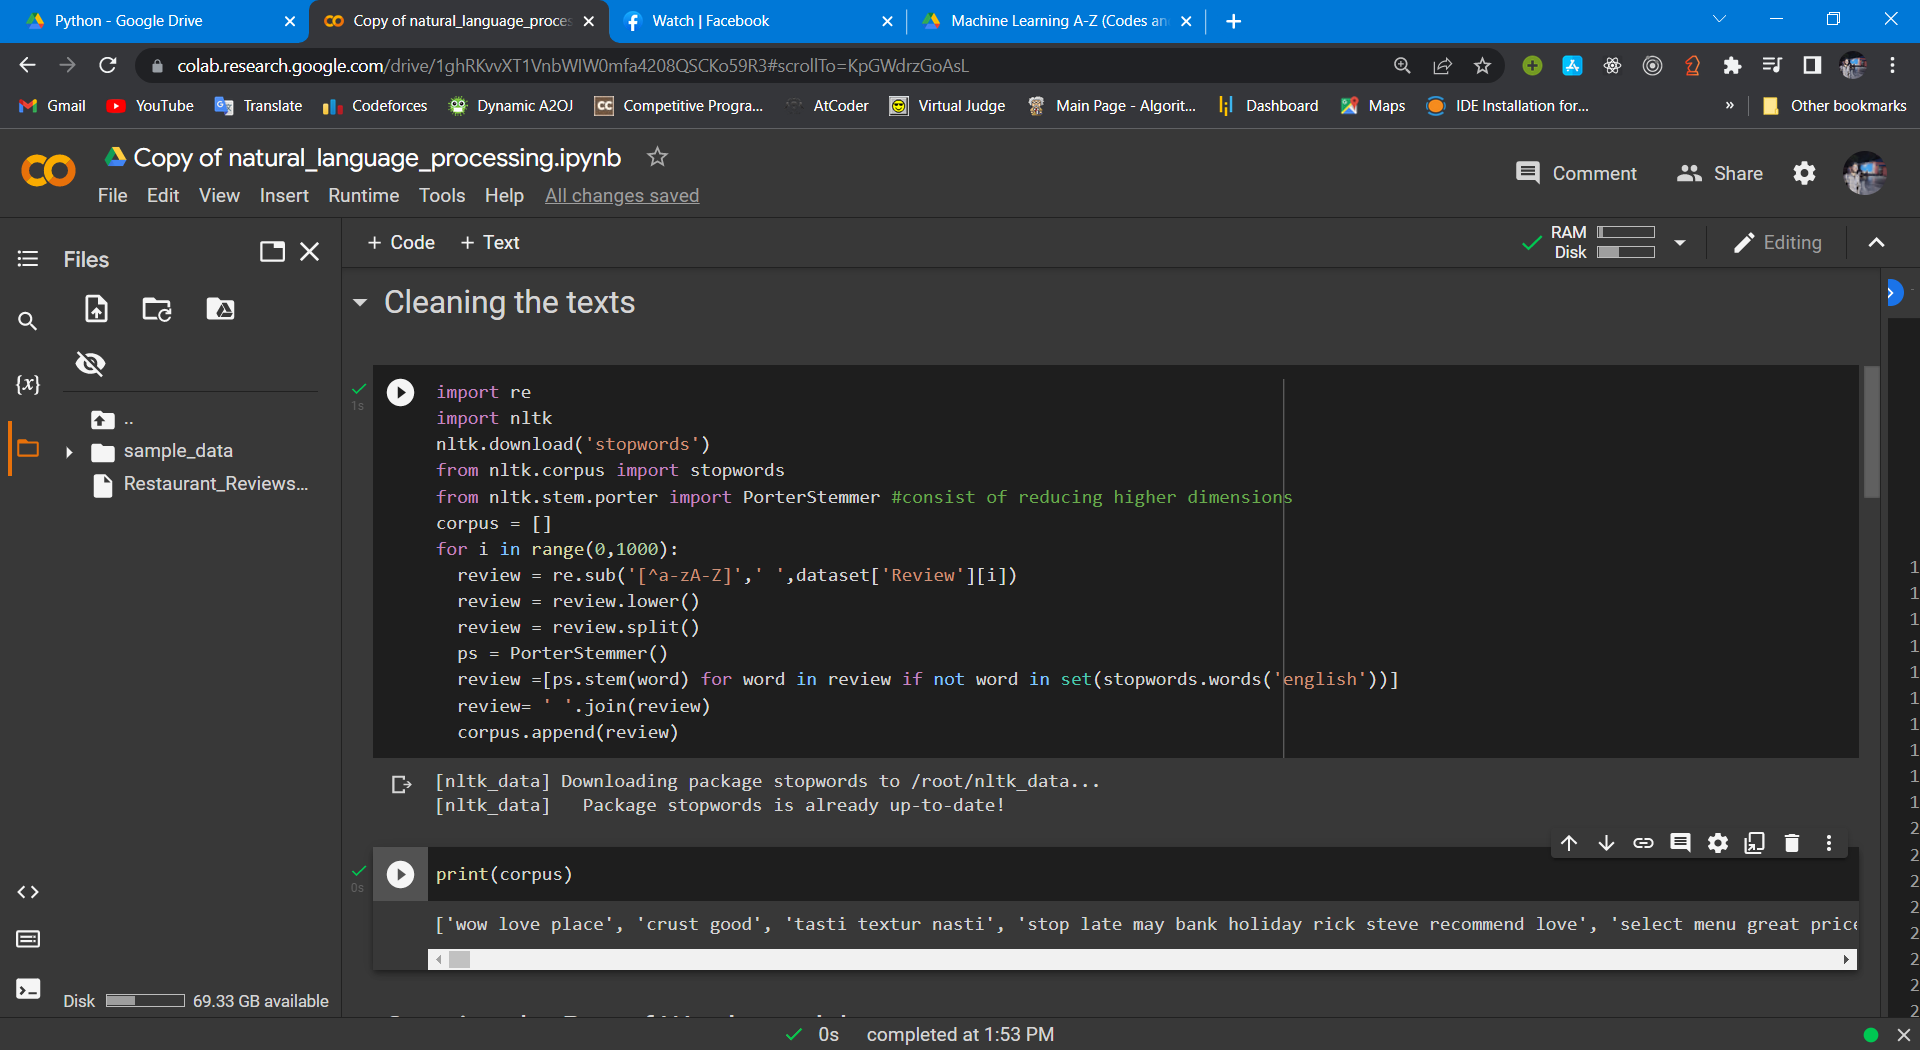 Python - Google Drive
Copy of natural_language_proces
Watch | Facebook
Machine Learning A-Z (Codes an
colab.research.google.com/drive/1ghRKvvXT1VnbWIW0mfa4208QSCKo59R3#scrollTo=KpGWdrzGoAsL
Gmail YouTube Translate Codeforces Dynamic A2OJ CC Competitive Progra... AtCoder Virtual Judge Main Page - Algorit... Dashboard Maps IDE Installation for... » Other bookmarks
Copy of natural_language_processing.ipynb
Comment Share
File Edit View Insert Runtime Tools Help All changes saved
Files
+ Code + Text
RAM
Disk
Editing
{x}
..
sample_data
Restaurant_Reviews...
Disk 69.33 GB available
Cleaning the texts
1s
import re
import nltk
nltk.download('stopwords')
from nltk.corpus import stopwords
from nltk.stem.porter import PorterStemmer #consist of reducing higher dimensions
corpus = []
for i in range(0,1000):
  review = re.sub('[^a-zA-Z]',' ',dataset['Review'][i])
  review = review.lower()
  review = review.split()
  ps = PorterStemmer()
  review =[ps.stem(word) for word in review if not word in set(stopwords.words('english'))]
  review= ' '.join(review)
  corpus.append(review)
[nltk_data] Downloading package stopwords to /root/nltk_data...
[nltk_data]   Package stopwords is already up-to-date!
0s
print(corpus)
['wow love place', 'crust good', 'tasti textur nasti', 'stop late may bank holiday rick steve recommend love', 'select menu great price
0s completed at 1:53 PM